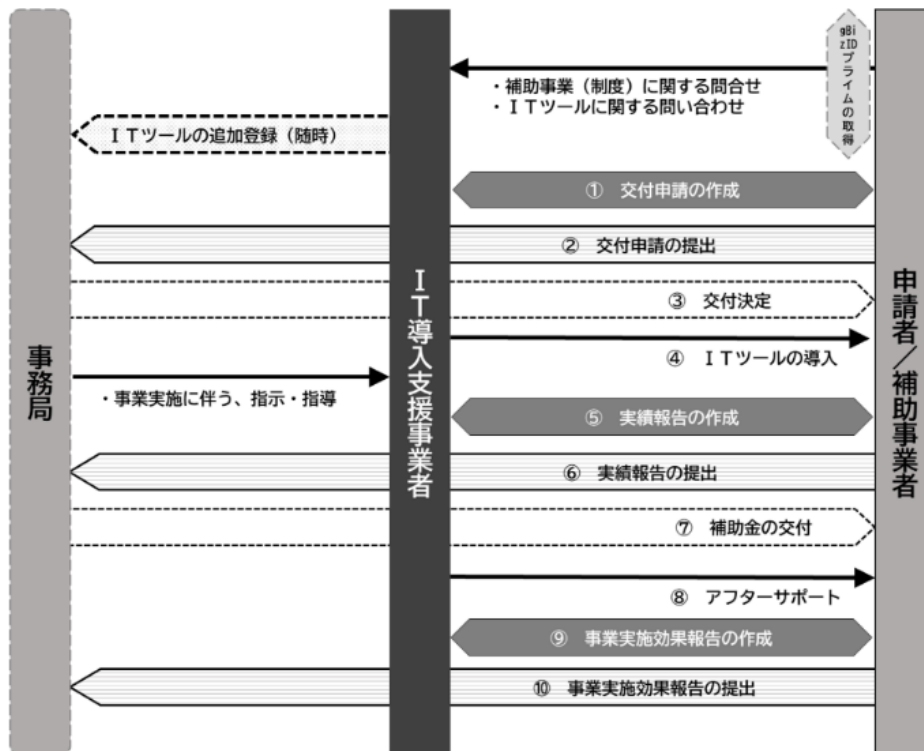 gBizIDプライムの取得
・補助事業（制度）に関する問合せ
・ＩＴツールに関する問い合わせ
ＩＴツールの追加登録（随時）
① 交付申請の作成
② 交付申請の提出
③ 交付決定
④ ＩＴツールの導入
・事業実施に伴う、指示・指導
⑤ 実績報告の作成
⑥ 実績報告の提出
⑦ 補助金の交付
⑧ アフターサポート
⑨ 事業実施効果報告の作成
⑩ 事業実施効果報告の提出
事務局
ＩＴ導入支援事業者
申請者／補助事業者